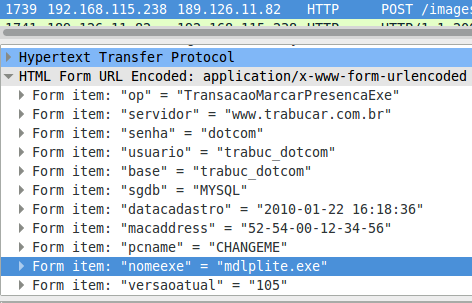 1739 192.168.115.238 189.126.11.82 HTTP POST /images
Hypertext Transfer Protocol
HTML Form URL Encoded: application/x-www-form-urlencoded
Form item: "op" = "TransacaoMarcarPresencaExe"
Form item: "servidor" = "www.trabucar.com.br"
Form item: "senha" = "dotcom"
Form item: "usuario" = "trabuc_dotcom"
Form item: "base" = "trabuc_dotcom"
Form item: "sgdb" = "MYSQL"
Form item: "datacadastro" = "2010-01-22 16:18:36"
Form item: "macaddress" = "52-54-00-12-34-56"
Form item: "pcname" = "CHANGEME"
Form item: "nomeexe" = "mdlplite.exe"
Form item: "versaoatual" = "105"